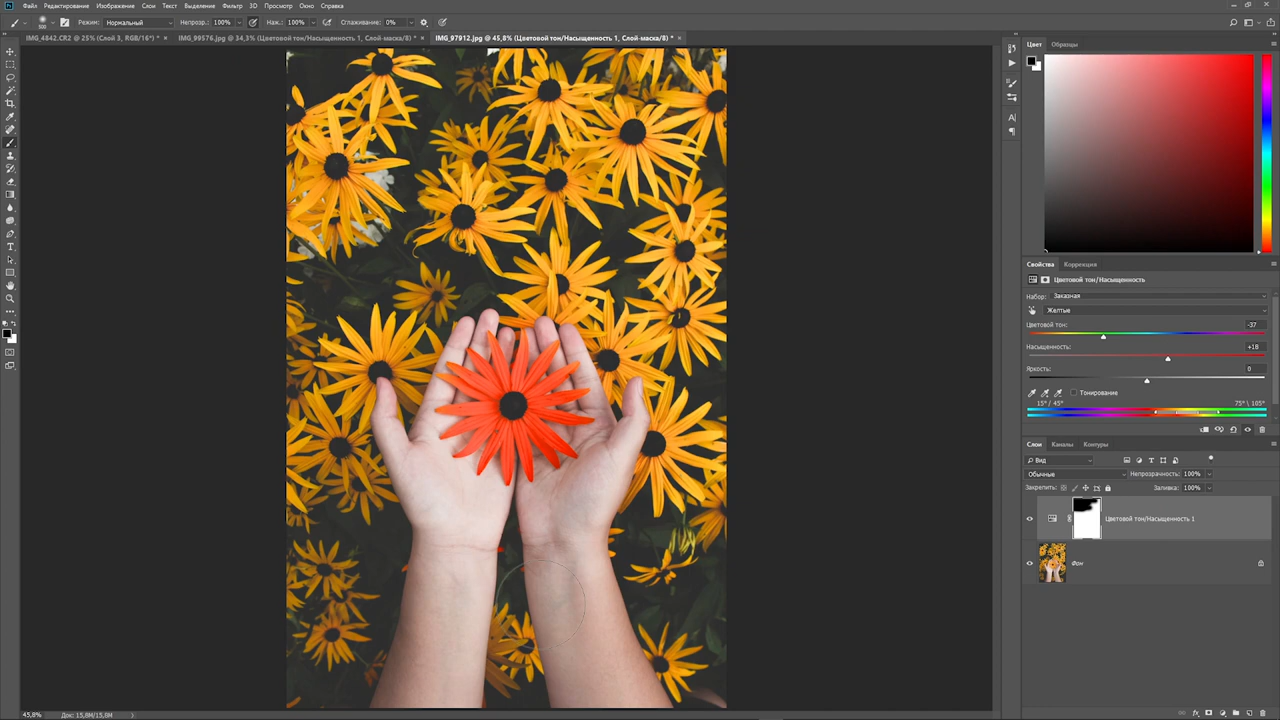 Ps Файл Редактирование Изображение Слои Текст Выделение Фильтр 3D Просмотр Окно Справка
500 Режим: Нормальный Непрозр.: 100% Наж.: 100% Сглаживание: 0%
IMG_4842.CR2 @ 25% (Слой 3, RGB/16*) * × IMG_99576.jpg @ 34,3% (Цветовой тон/Насыщенность 1, Слой-маска/8) * × IMG_97912.jpg @ 45,8% (Цветовой тон/Насыщенность 1, Слой-маска/8) * ×
Цвет Образцы
Свойства Коррекция
Цветовой тон/Насыщенность
Набор: Заказная
Желтые
Цветовой тон: -37
Насыщенность: +18
Яркость: 0
Тонирование
15° / 45° 75° \ 105°
Слои Каналы Контуры
Вид
Обычные Непрозрачность: 100%
Закрепить: Заливка: 100%
Цветовой тон/Насыщенность 1
Фон
45,8% Док: 15,8M/15,8M